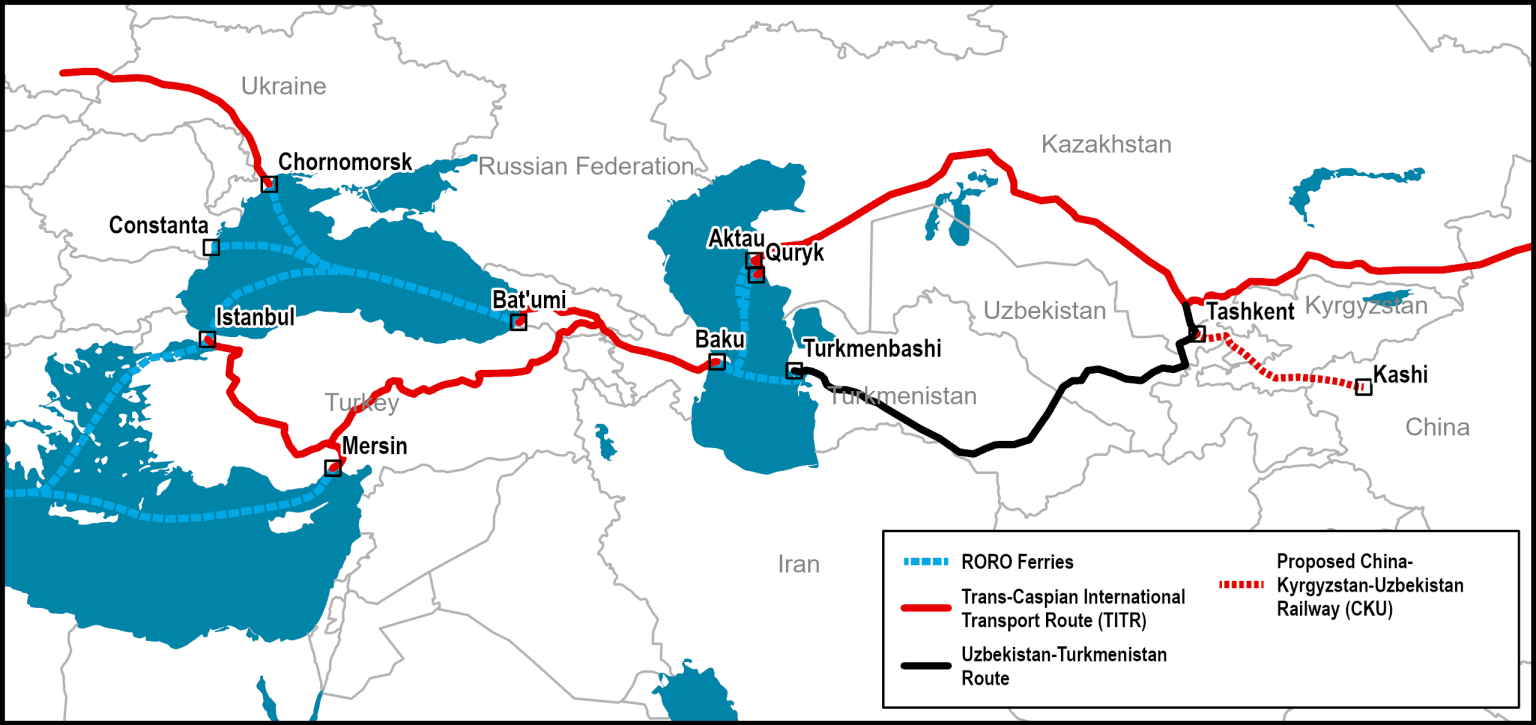 Ukraine
Kazakhstan
Chornomorsk
Russian Federation
Constanta
Aktau
Quryk
Bat'umi
Istanbul
Uzbekistan
Tashkent
Kyrgyzstan
Baku
Turkmenbashi
Kashi
Turkey
Turkmenistan
China
Mersin
Iran
RORO Ferries
Trans-Caspian International
Transport Route (TITR)
Uzbekistan-Turkmenistan
Route
Proposed China-
Kyrgyzstan-Uzbekistan
Railway (CKU)